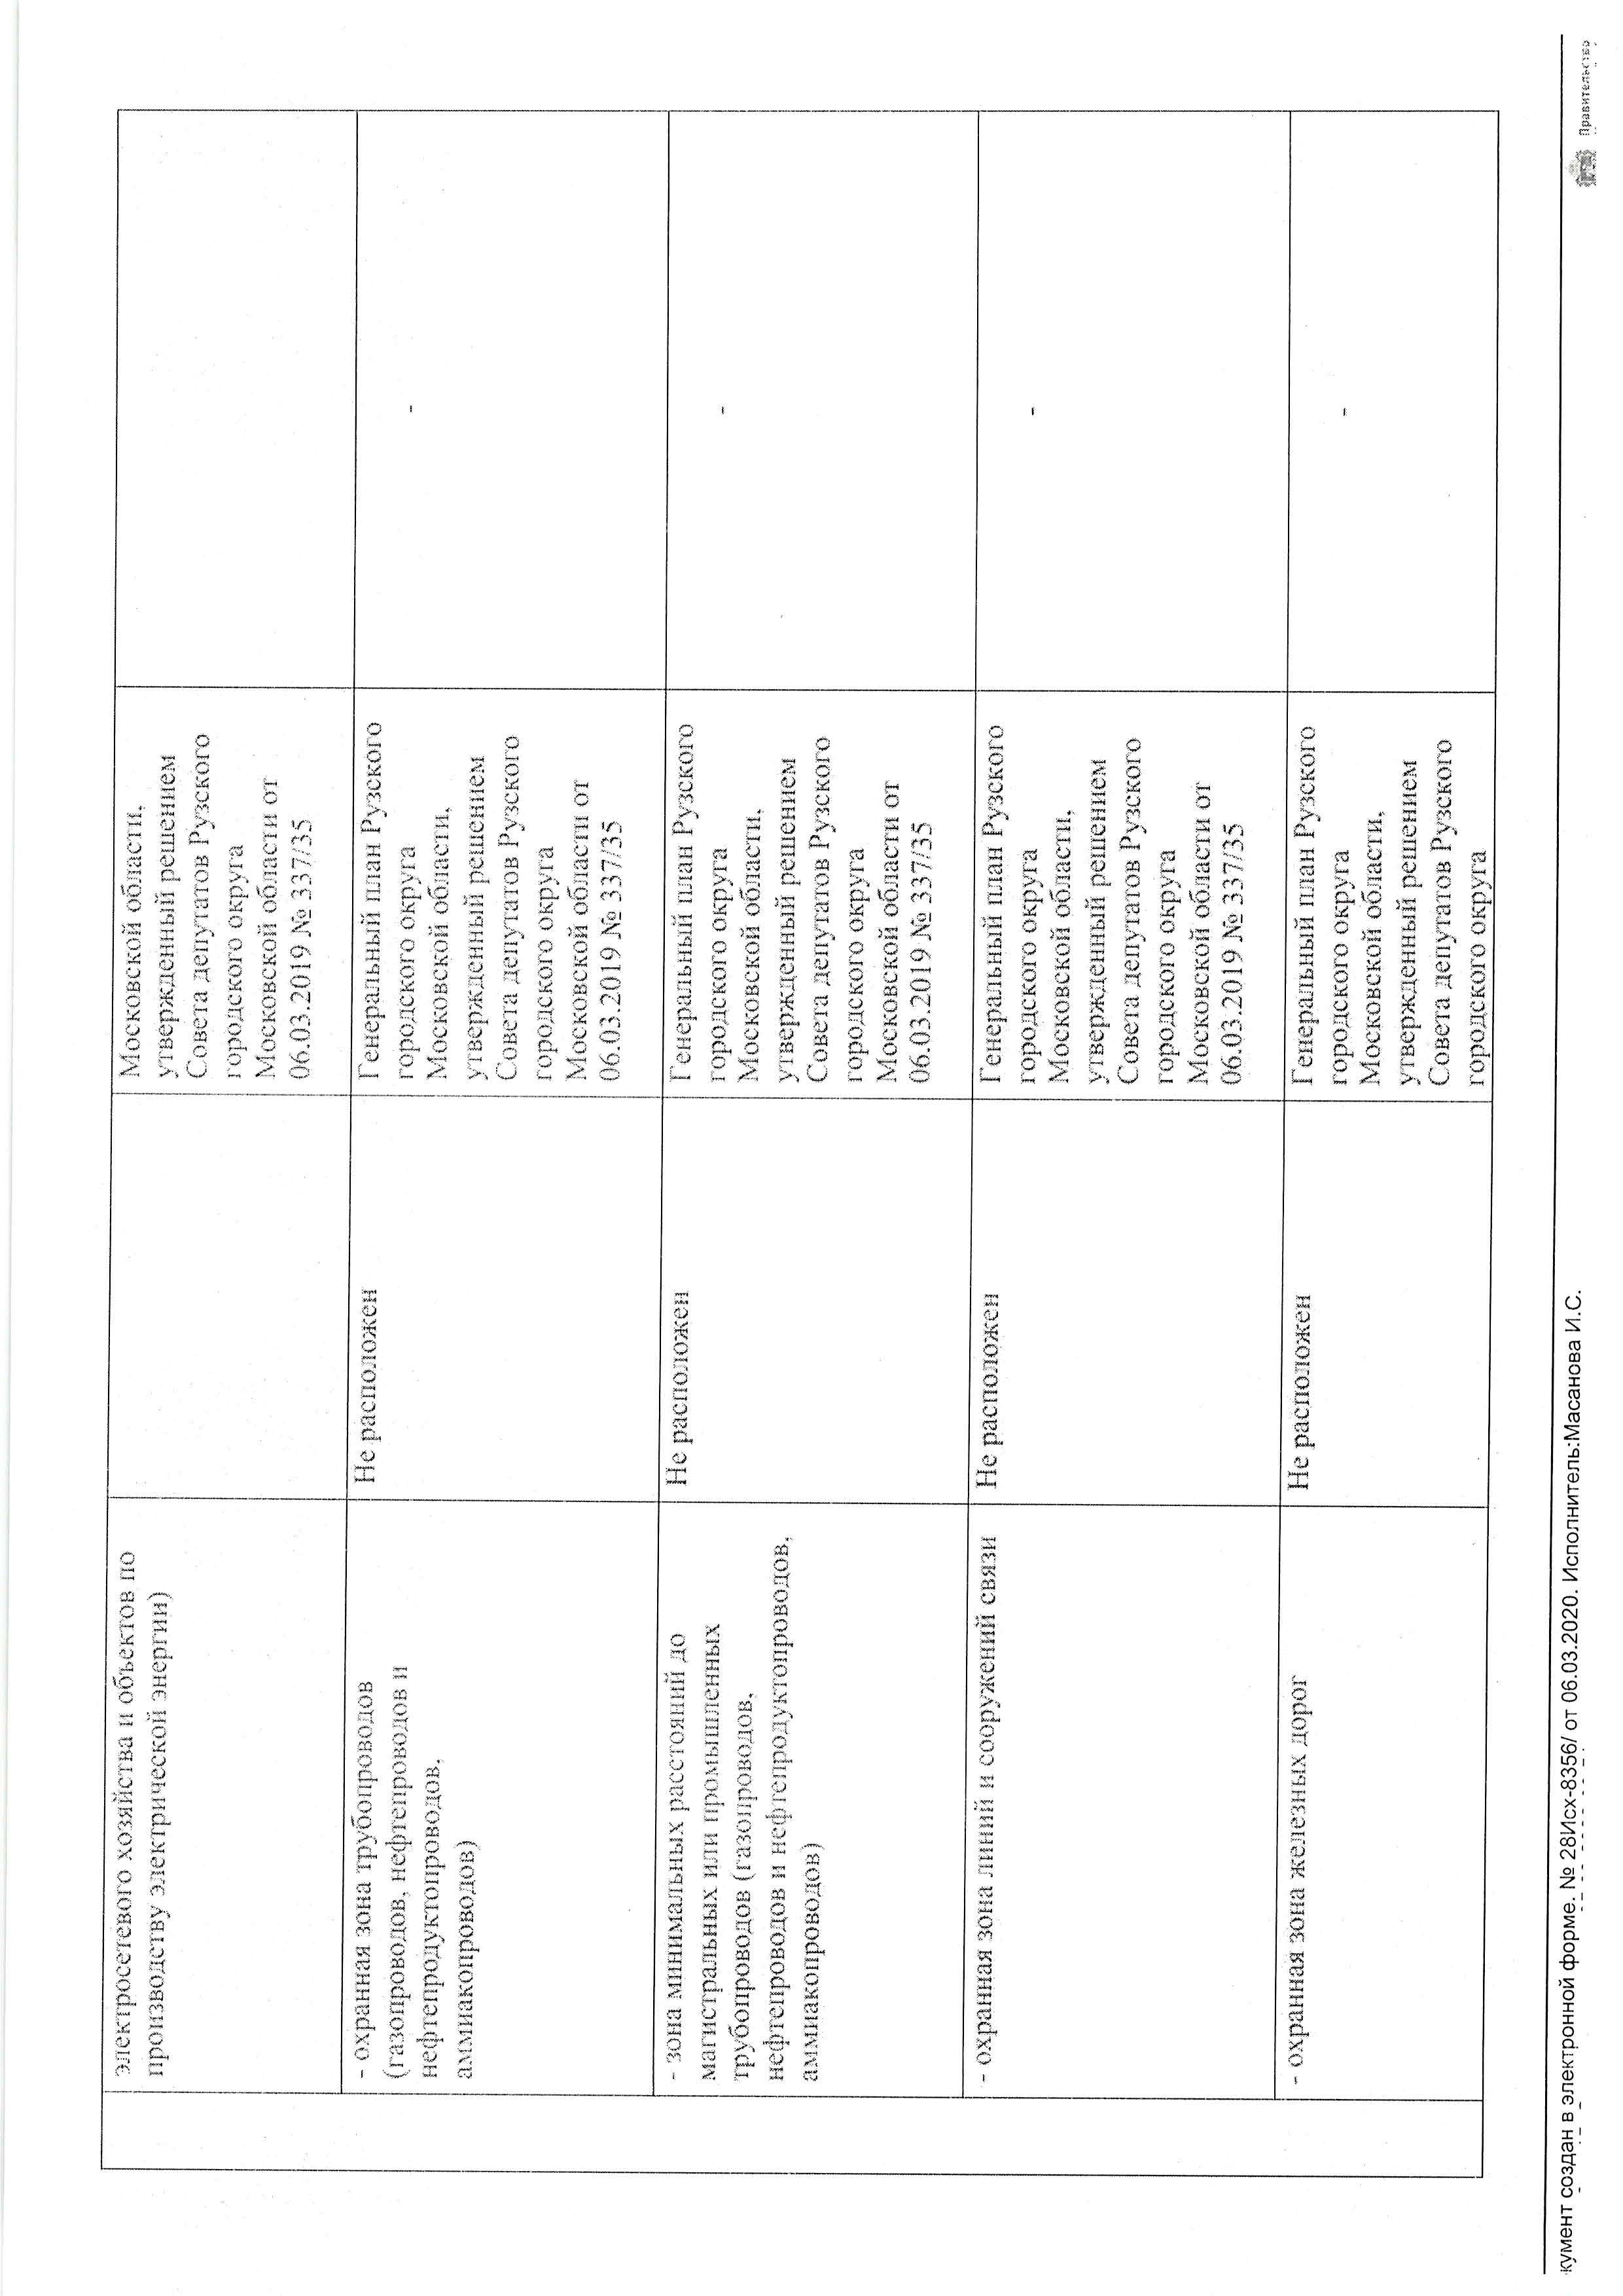 электросетевого хозяйства и объектов по
производству электрической энергии)
Московской области,
утвержденный решением
Совета депутатов Рузского
городского округа
Московской области от
06.03.2019 № 337/35
- охранная зона трубопроводов
(газопроводов, нефтепроводов и
нефтепродуктопроводов,
аммиакопроводов)
Не расположен
Генеральный план Рузского
городского округа
Московской области,
утвержденный решением
Совета депутатов Рузского
городского округа
Московской области от
06.03.2019 № 337/35
-
- зона минимальных расстояний до
магистральных или промышленных
трубопроводов (газопроводов,
нефтепроводов и нефтепродуктопроводов,
аммиакопроводов)
Не расположен
Генеральный план Рузского
городского округа
Московской области,
утвержденный решением
Совета депутатов Рузского
городского округа
Московской области от
06.03.2019 № 337/35
-
- охранная зона линий и сооружений связи
Не расположен
Генеральный план Рузского
городского округа
Московской области,
утвержденный решением
Совета депутатов Рузского
городского округа
Московской области от
06.03.2019 № 337/35
-
- охранная зона железных дорог
Не расположен
Генеральный план Рузского
городского округа
Московской области,
утвержденный решением
Совета депутатов Рузского
городского округа
-
кумент создан в электронной форме. № 28Исх-8356/ от 06.03.2020. Исполнитель:Масанова И.С.
Правительство